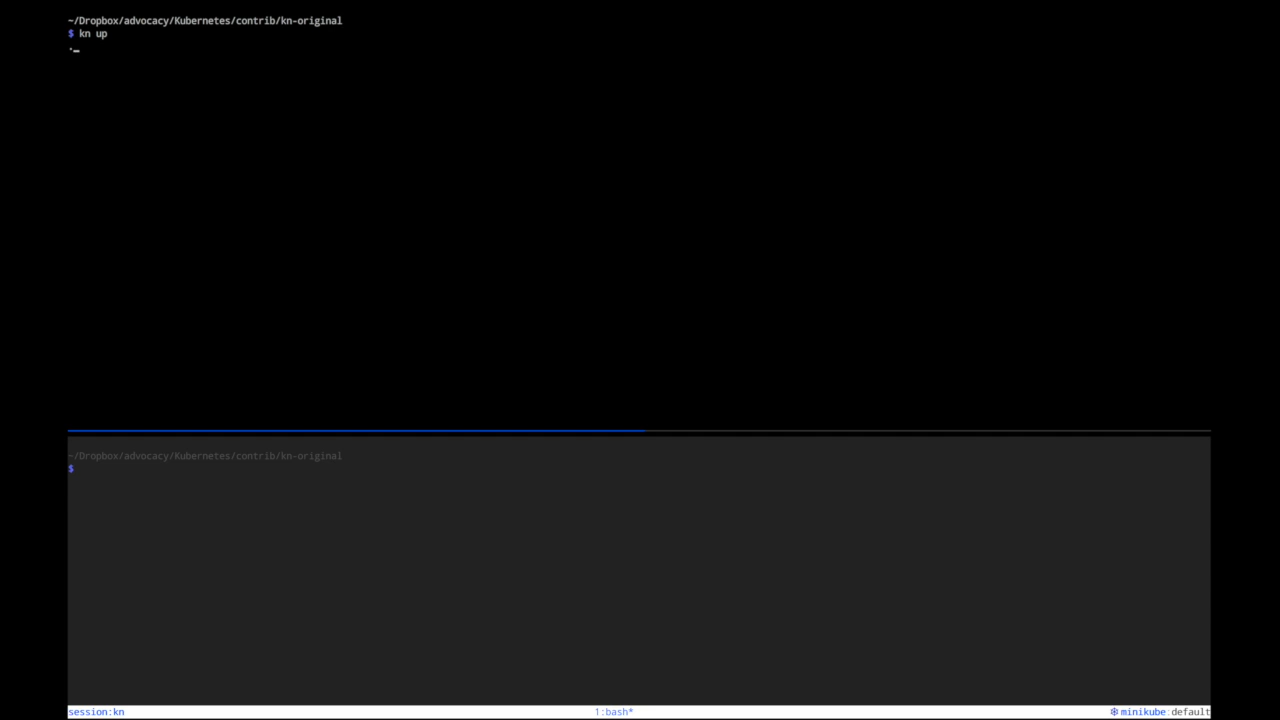 ~/Dropbox/advocacy/Kubernetes/contrib/kn-original
$ kn up
.
~/Dropbox/advocacy/Kubernetes/contrib/kn-original
$
session:kn 1:bash* ☸ minikube:default